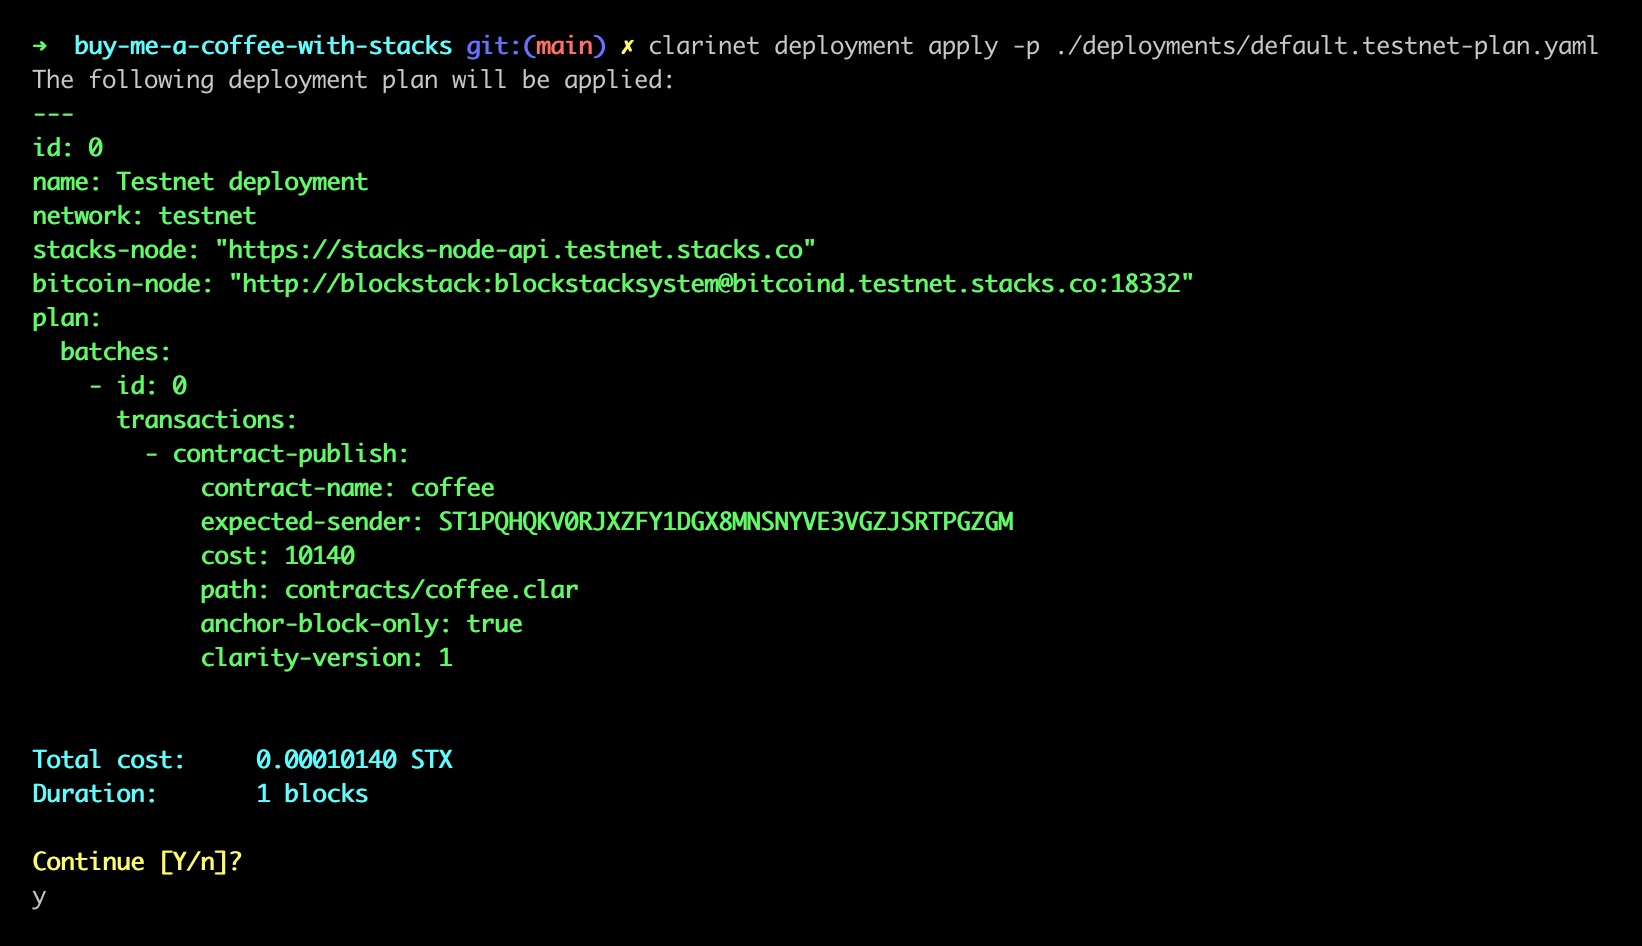 ➜  buy-me-a-coffee-with-stacks git:(main) ✗ clarinet deployment apply -p ./deployments/default.testnet-plan.yaml
The following deployment plan will be applied:
---
id: 0
name: Testnet deployment
network: testnet
stacks-node: "https://stacks-node-api.testnet.stacks.co"
bitcoin-node: "http://blockstack:blockstacksystem@bitcoind.testnet.stacks.co:18332"
plan:
  batches:
    - id: 0
      transactions:
        - contract-publish:
            contract-name: coffee
            expected-sender: ST1PQHQKV0RJXZFY1DGX8MNSNYVE3VGZJSRTPGZGM
            cost: 10140
            path: contracts/coffee.clar
            anchor-block-only: true
            clarity-version: 1
Total cost:     0.00010140 STX
Duration:       1 blocks
Continue [Y/n]?
y